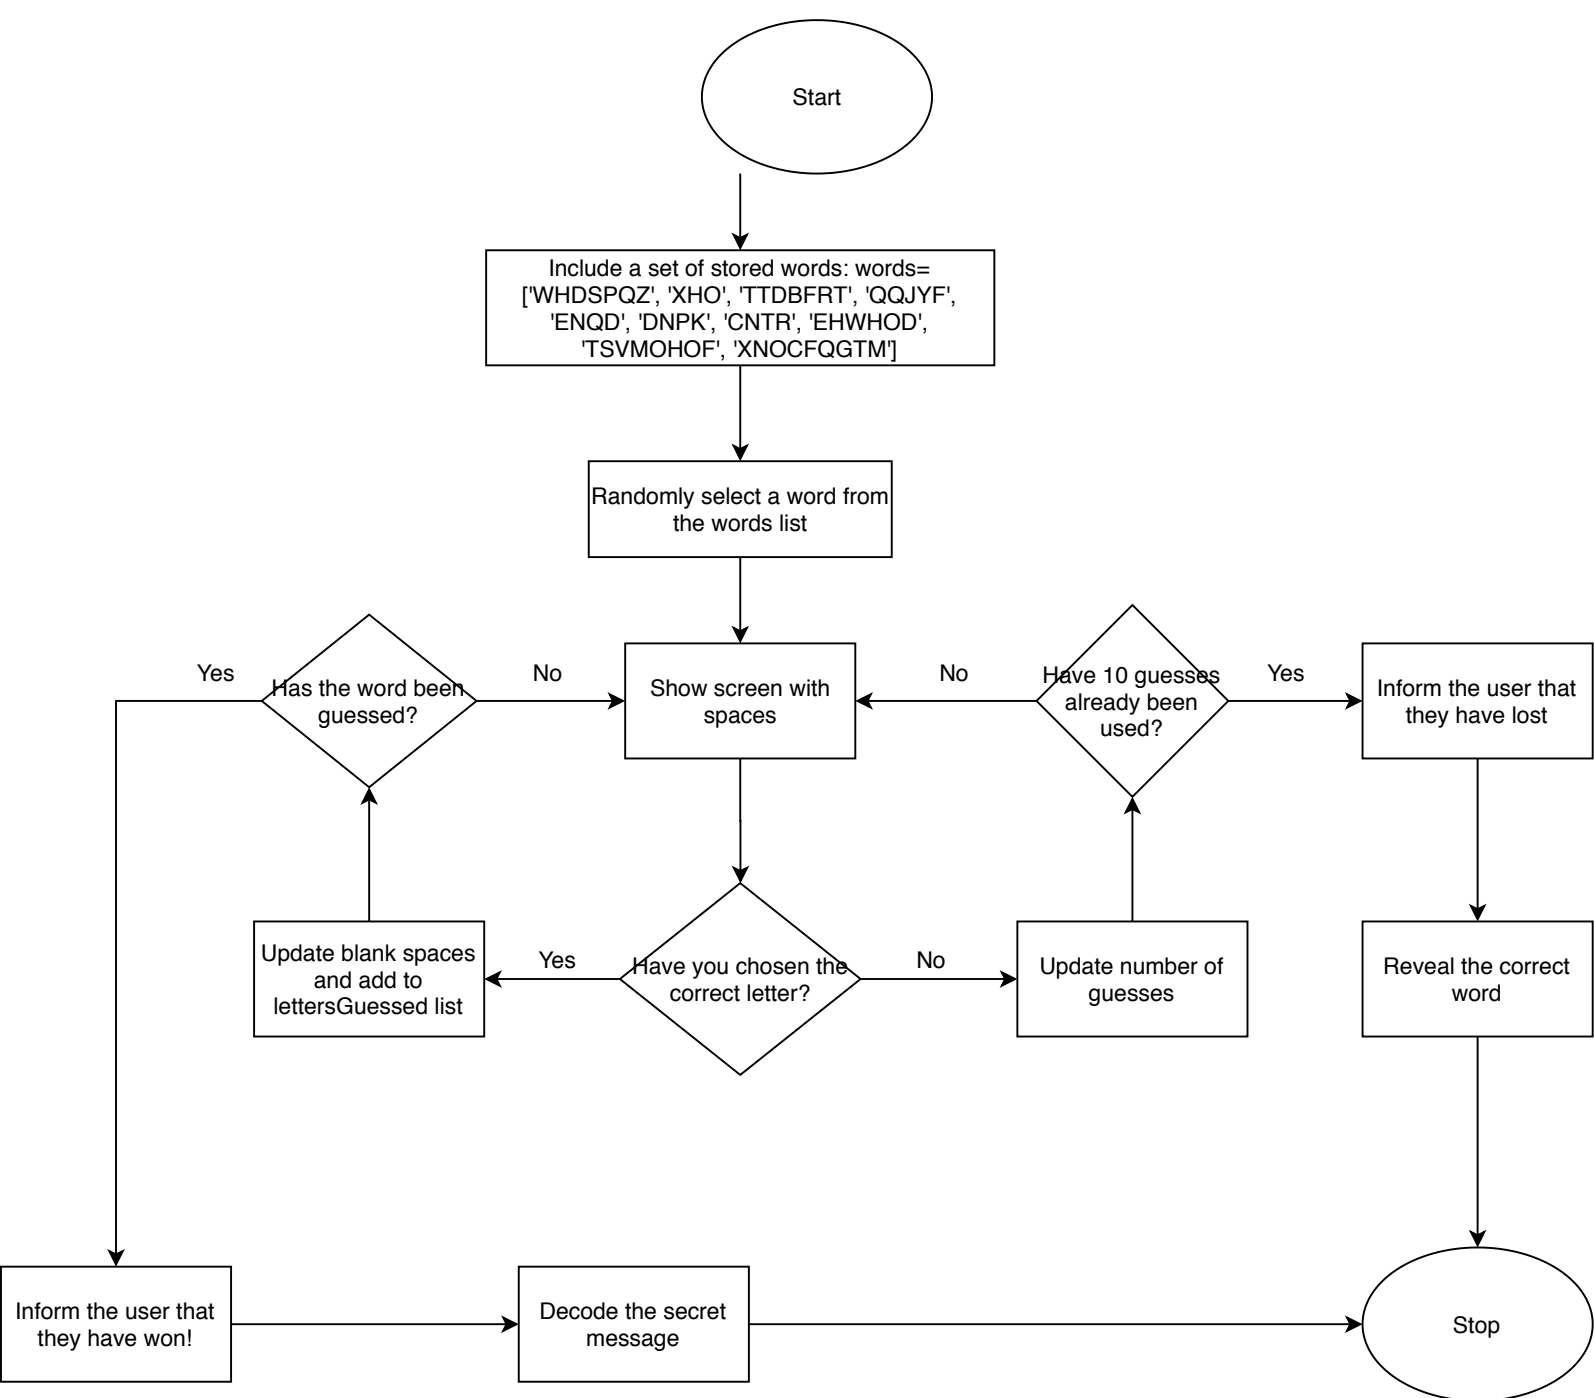 Start
Include a set of stored words: words=
['WHDSPQZ', 'XHO', 'TTDBFRT', 'QQJYF',
'ENQD', 'DNPK', 'CNTR', 'EHWHOD',
'TSVMOHOF', 'XNOCFQGTM']
Randomly select a word from
the words list
Yes
Has the word been
guessed?
No
Show screen with
spaces
No
Have 10 guesses
already been
used?
Yes
Inform the user that
they have lost
Update blank spaces
and add to
lettersGuessed list
Yes
Have you chosen the
correct letter?
No
Update number of
guesses
Reveal the correct
word
Inform the user that
they have won!
Decode the secret
message
Stop